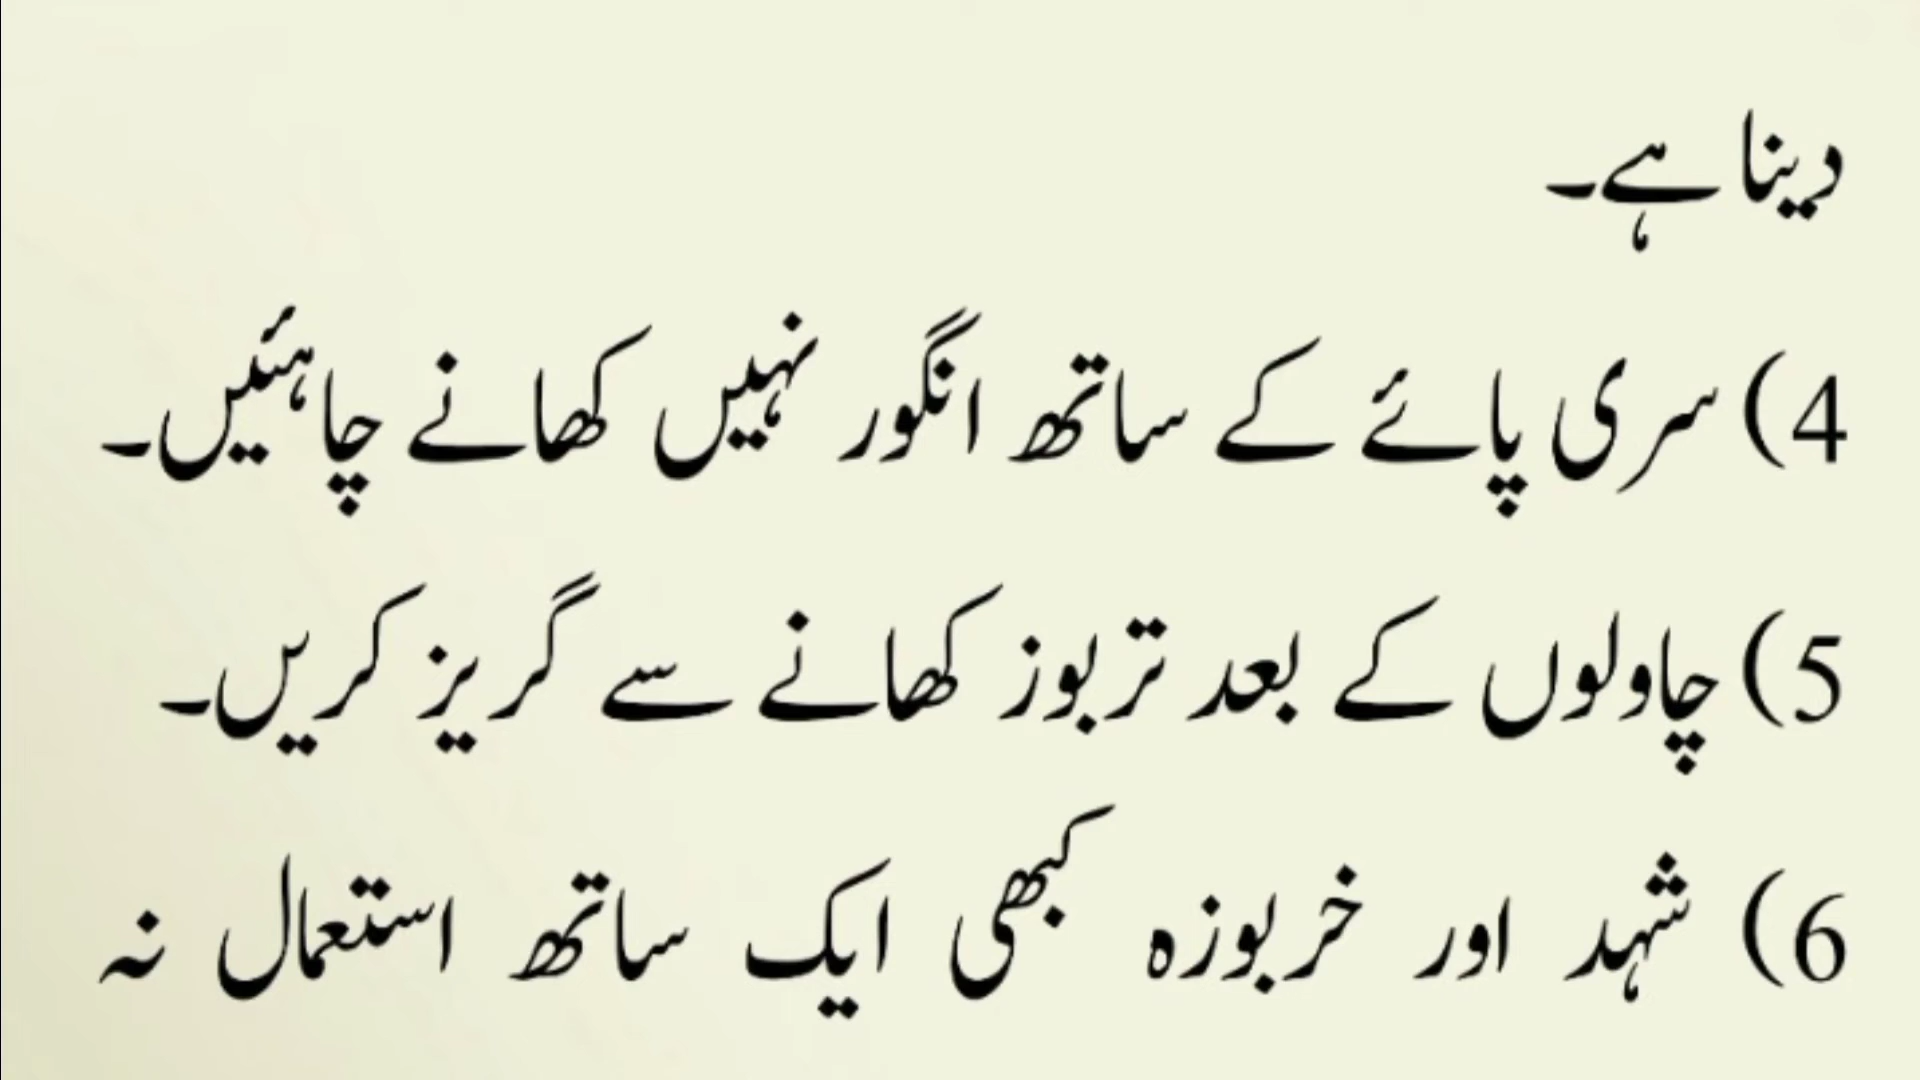 دینا ہے۔
4) سری پائے کے ساتھ انگور نہیں کھانے چاہئیں۔
5) چاولوں کے بعد تربوز کھانے سے گریز کریں۔
6) شہد اور خربوزہ کبھی ایک ساتھ استعمال نہ